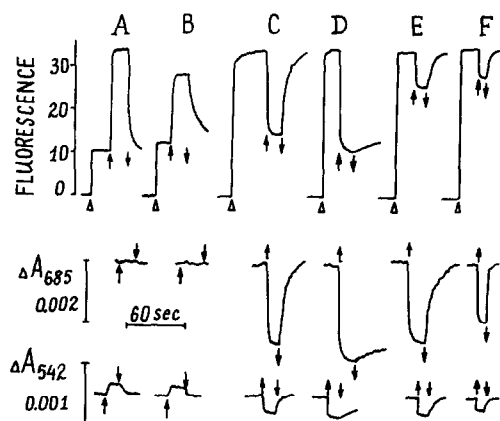 A B C D E F
FLUORESCENCE
30
20
10
0
ΔA685
0.002
60 sec
ΔA542
0.001